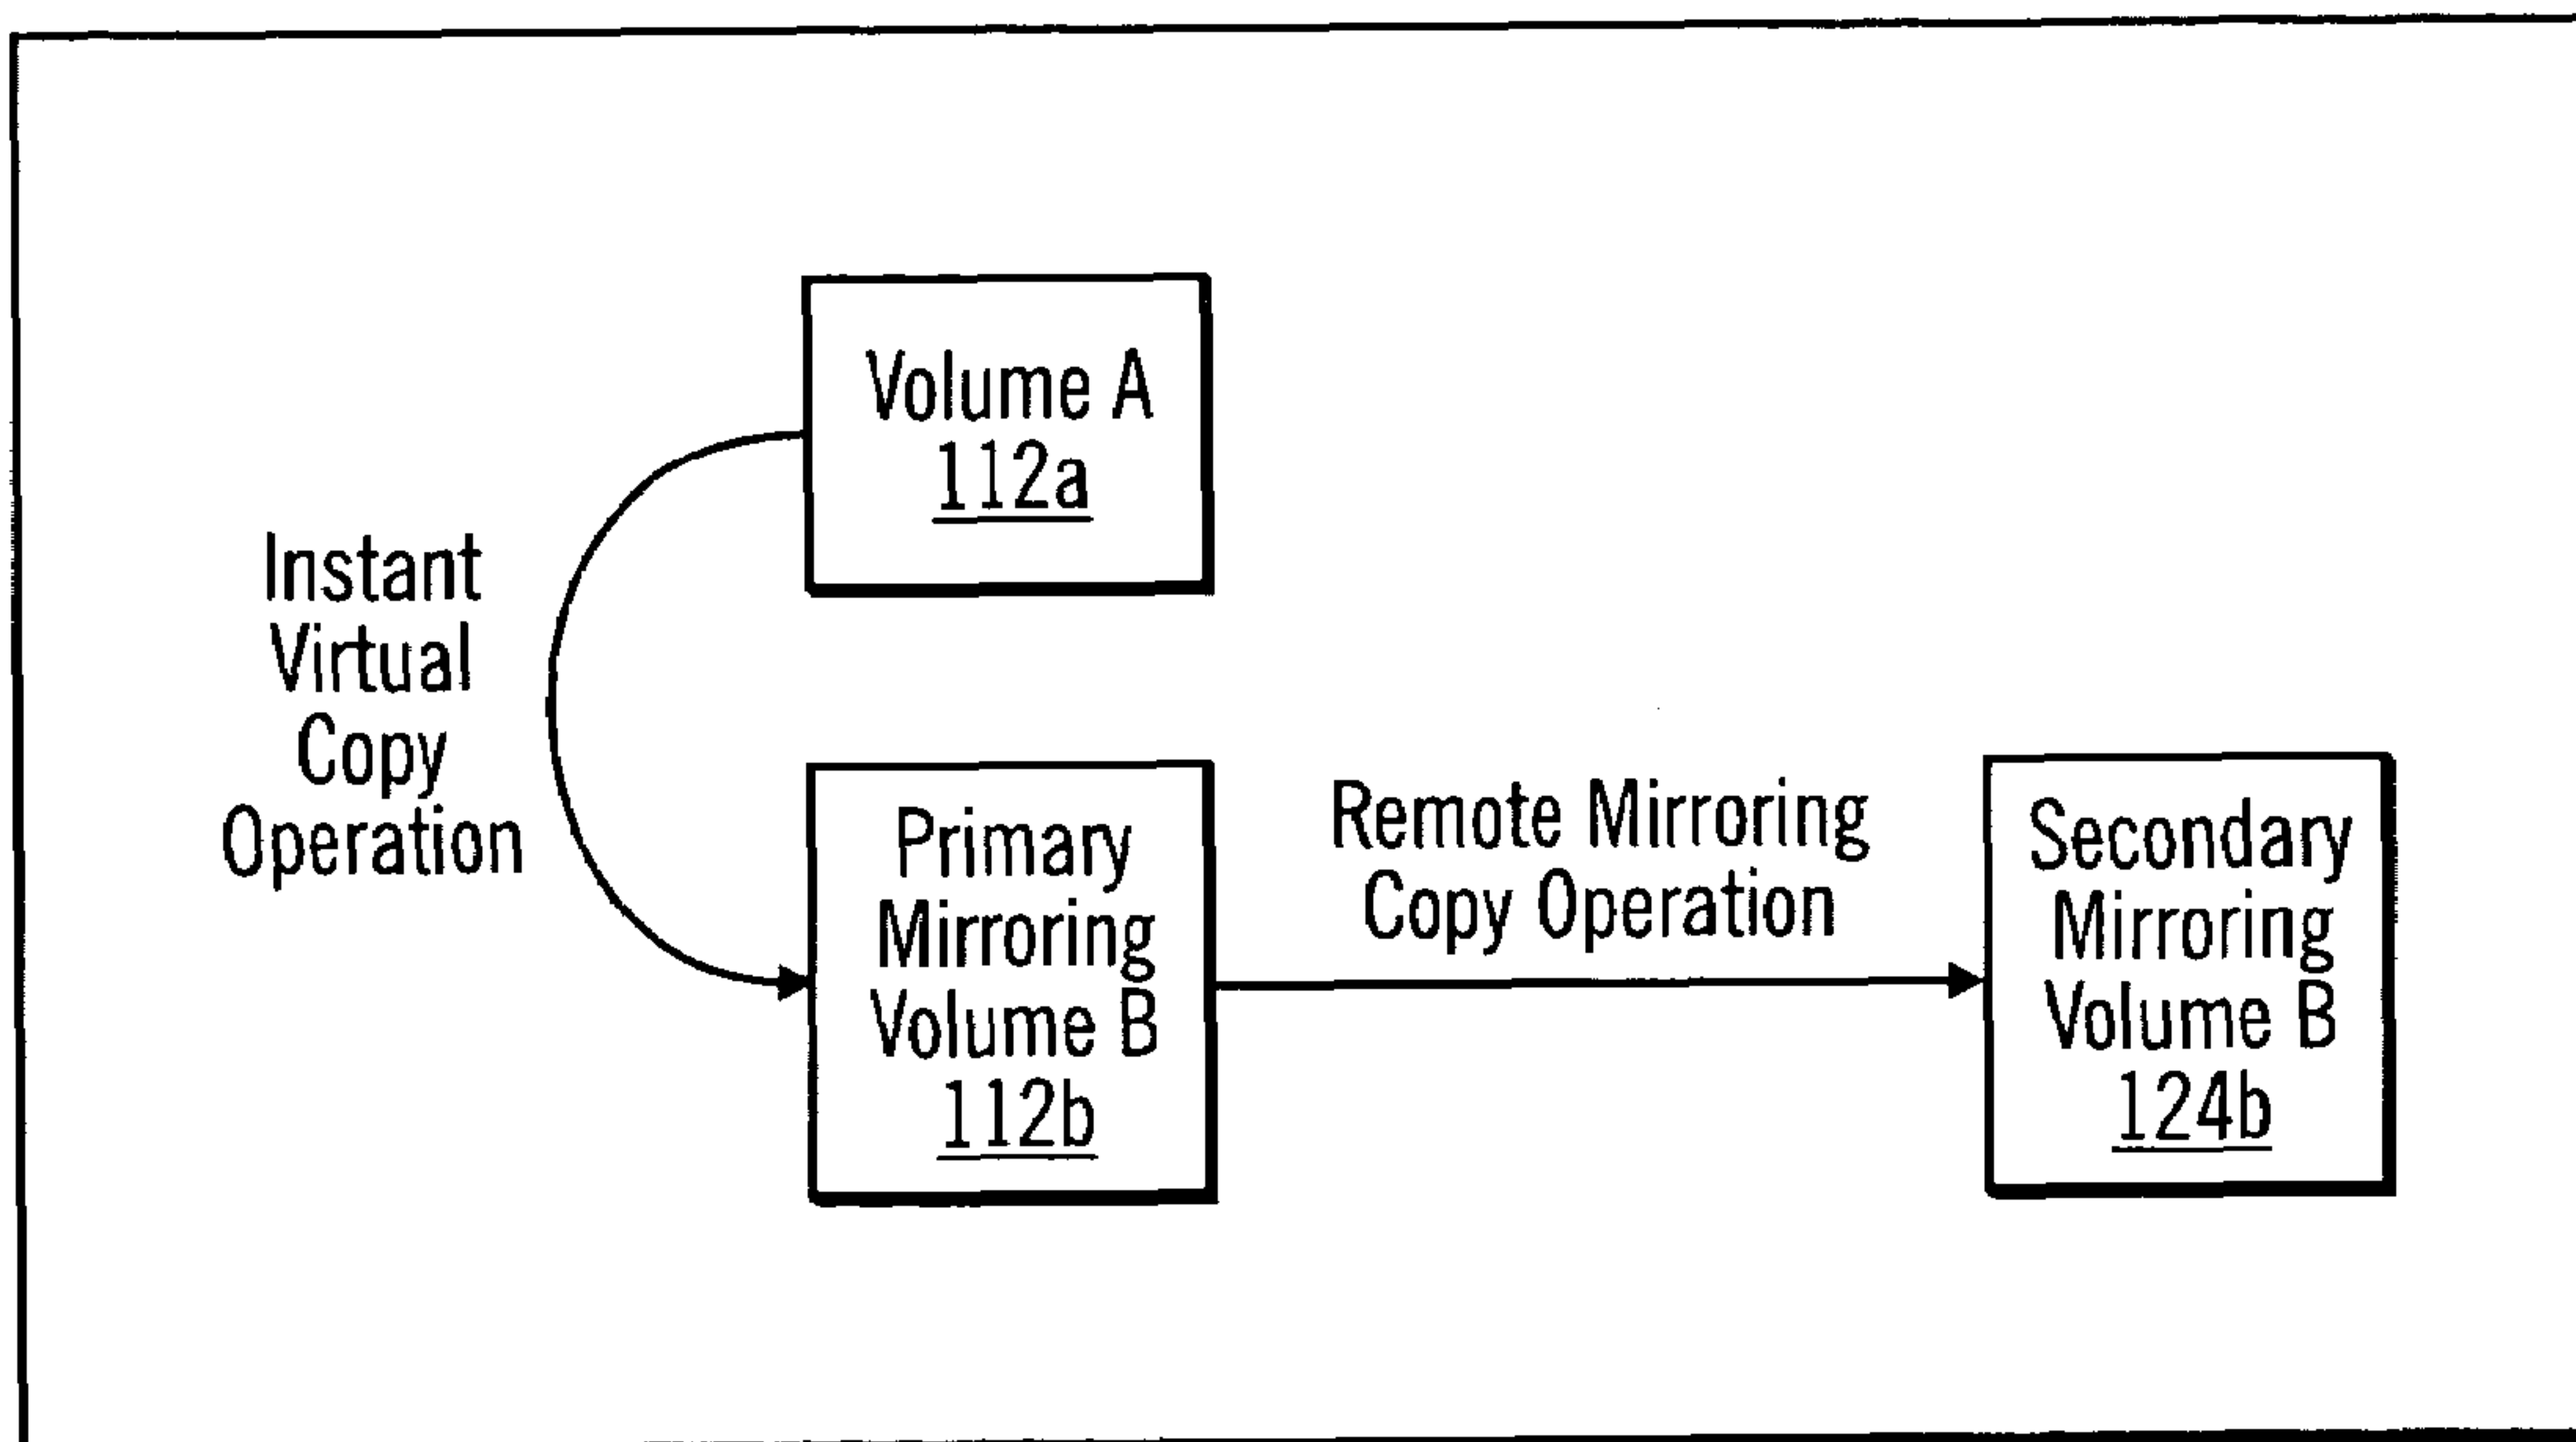 Volume A
112a
Instant
Virtual
Copy
Operation
Primary
Mirroring
Volume B
112b
Remote Mirroring
Copy Operation
Secondary
Mirroring
Volume B
124b